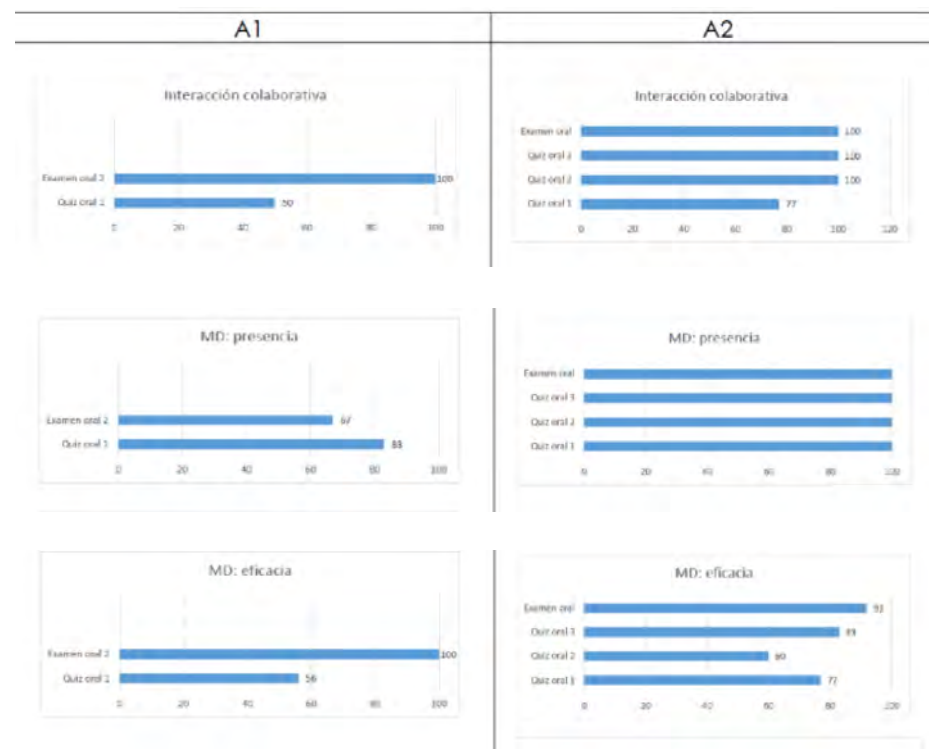 A1
A2
Interacción colaborativa
Examen oral 2
100
Quiz oral 1
50
0 20 40 60 80 100
Interacción colaborativa
Examen oral
100
Quiz oral 3
100
Quiz oral 2
100
Quiz oral 1
77
0 20 40 60 80 100 120
MD: presencia
Examen oral 2
67
Quiz oral 1
83
0 20 40 60 80 100
MD: presencia
Examen oral
Quiz oral 3
Quiz oral 2
Quiz oral 1
0 20 40 60 80 100
MD: eficacia
Examen oral 2
100
Quiz oral 1
56
0 20 40 60 80 100
MD: eficacia
Examen oral
Quiz oral 3
83
Quiz oral 2
60
Quiz oral 1
77
0 20 40 60 80 100